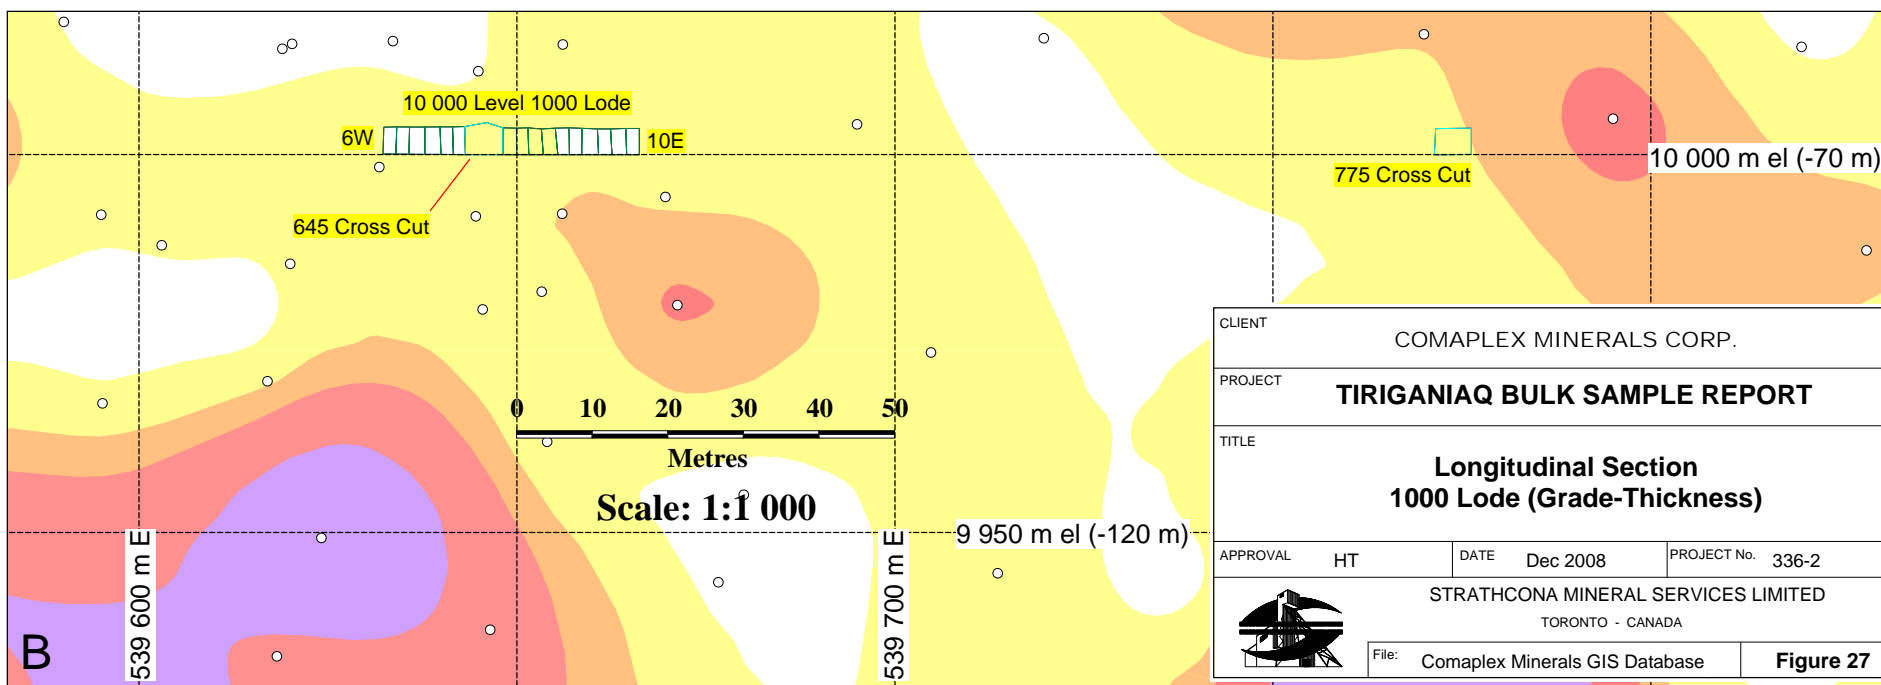 10 000 Level 1000 Lode
6W
10E
10 000 m el (-70 m)
775 Cross Cut
645 Cross Cut
0 10 20 30 40 50
Metres
Scale: 1:1 000
9 950 m el (-120 m)
539 600 m E
539 700 m E
B
CLIENT
COMAPLEX MINERALS CORP.
PROJECT
TIRIGANIAQ BULK SAMPLE REPORT
TITLE
Longitudinal Section
1000 Lode (Grade-Thickness)
APPROVAL HT
DATE Dec 2008
PROJECT No. 336-2
STRATHCONA MINERAL SERVICES LIMITED
TORONTO - CANADA
File: Comaplex Minerals GIS Database
Figure 27